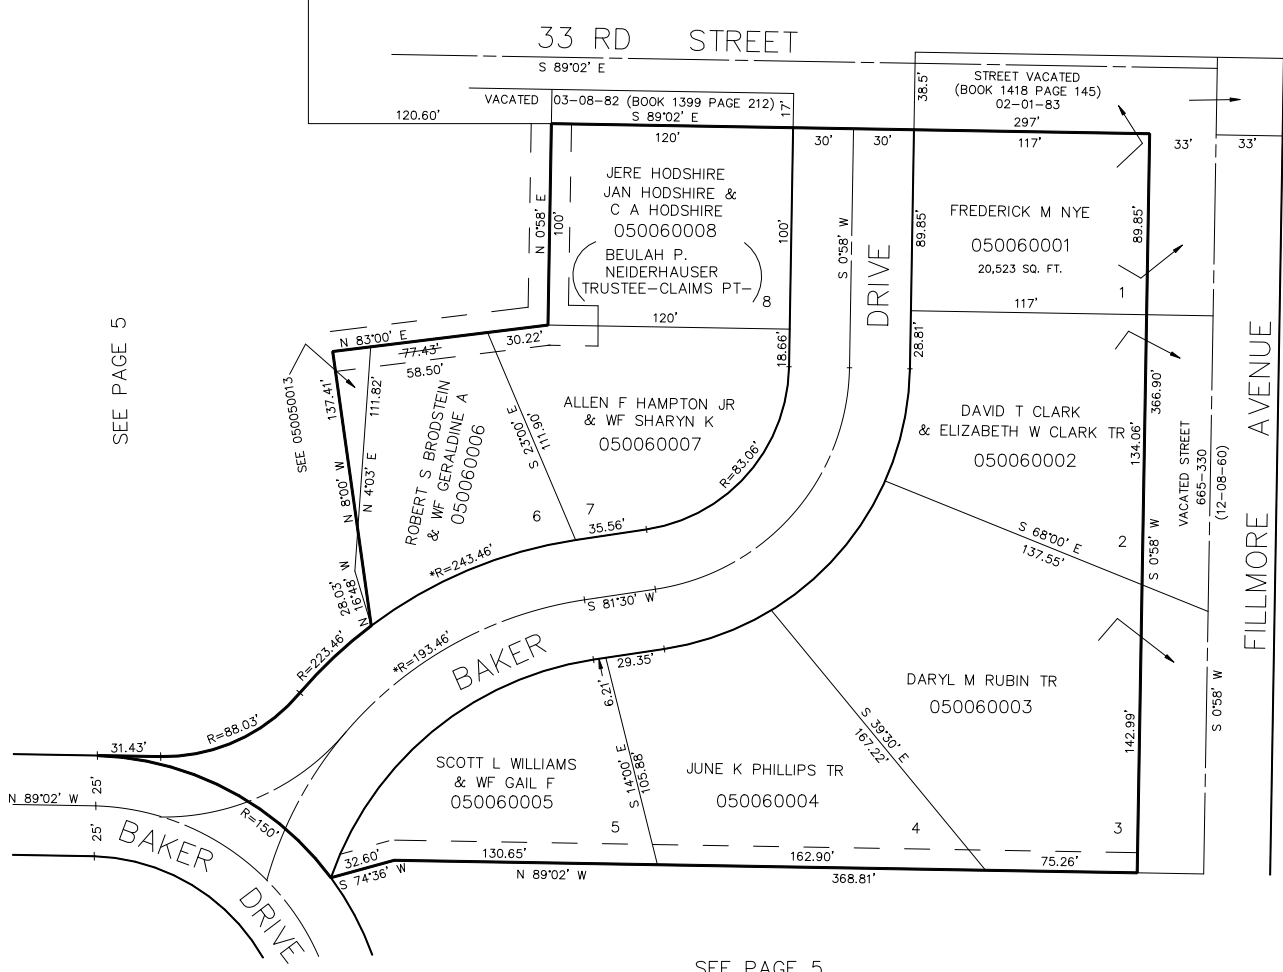 33 RD STREET
S 89°02' E
STREET VACATED
(BOOK 1418 PAGE 145)
02-01-83
38.5'
VACATED 03-08-82 (BOOK 1399 PAGE 212)
17'
120.60'
S 89°02' E
297'
120'
30'
30'
117'
33'
33'
JERE HODSHIRE
JAN HODSHIRE &
C A HODSHIRE
050060008
BEULAH P.
NEIDERHAUSER
TRUSTEE-CLAIMS PT-
8
N 0°58' E
100'
100'
S 0°58' W
DRIVE
89.85'
FREDERICK M NYE
050060001
20,523 SQ. FT.
1
89.85'
117'
120'
SEE PAGE 5
N 83°00' E
77.43'
30.22'
58.50'
18.66'
28.81'
SEE 050050013
137.41'
111.82'
N 8°00' W
N 4°03' E
ROBERT S BRODSTEIN
& WF GERALDINE A
050060006
6
S 23°00' E
111.90'
ALLEN F HAMPTON JR
& WF SHARYN K
050060007
7
R=83.06'
35.56'
DAVID T CLARK
& ELIZABETH W CLARK TR
050060002
2
366.90'
134.06'
S 0°58' W
VACATED STREET
665-330
(12-08-60)
FILLMORE AVENUE
S 68°00' E
137.55'
*R=243.46'
28.03'
N 16°48' W
R=223.46'
*R=193.46'
S 81°30' W
BAKER
29.35'
6.21'
DARYL M RUBIN TR
050060003
3
S 0°58' W
142.99'
S 39°30' E
167.22'
R=88.03'
31.43'
SCOTT L WILLIAMS
& WF GAIL F
050060005
5
S 14°00' E
105.88'
JUNE K PHILLIPS TR
050060004
4
N 89°02' W
25'
25'
R=150'
BAKER
DRIVE
32.60'
S 74°36' W
130.65'
N 89°02' W
162.90'
75.26'
368.81'
SEE PAGE 5